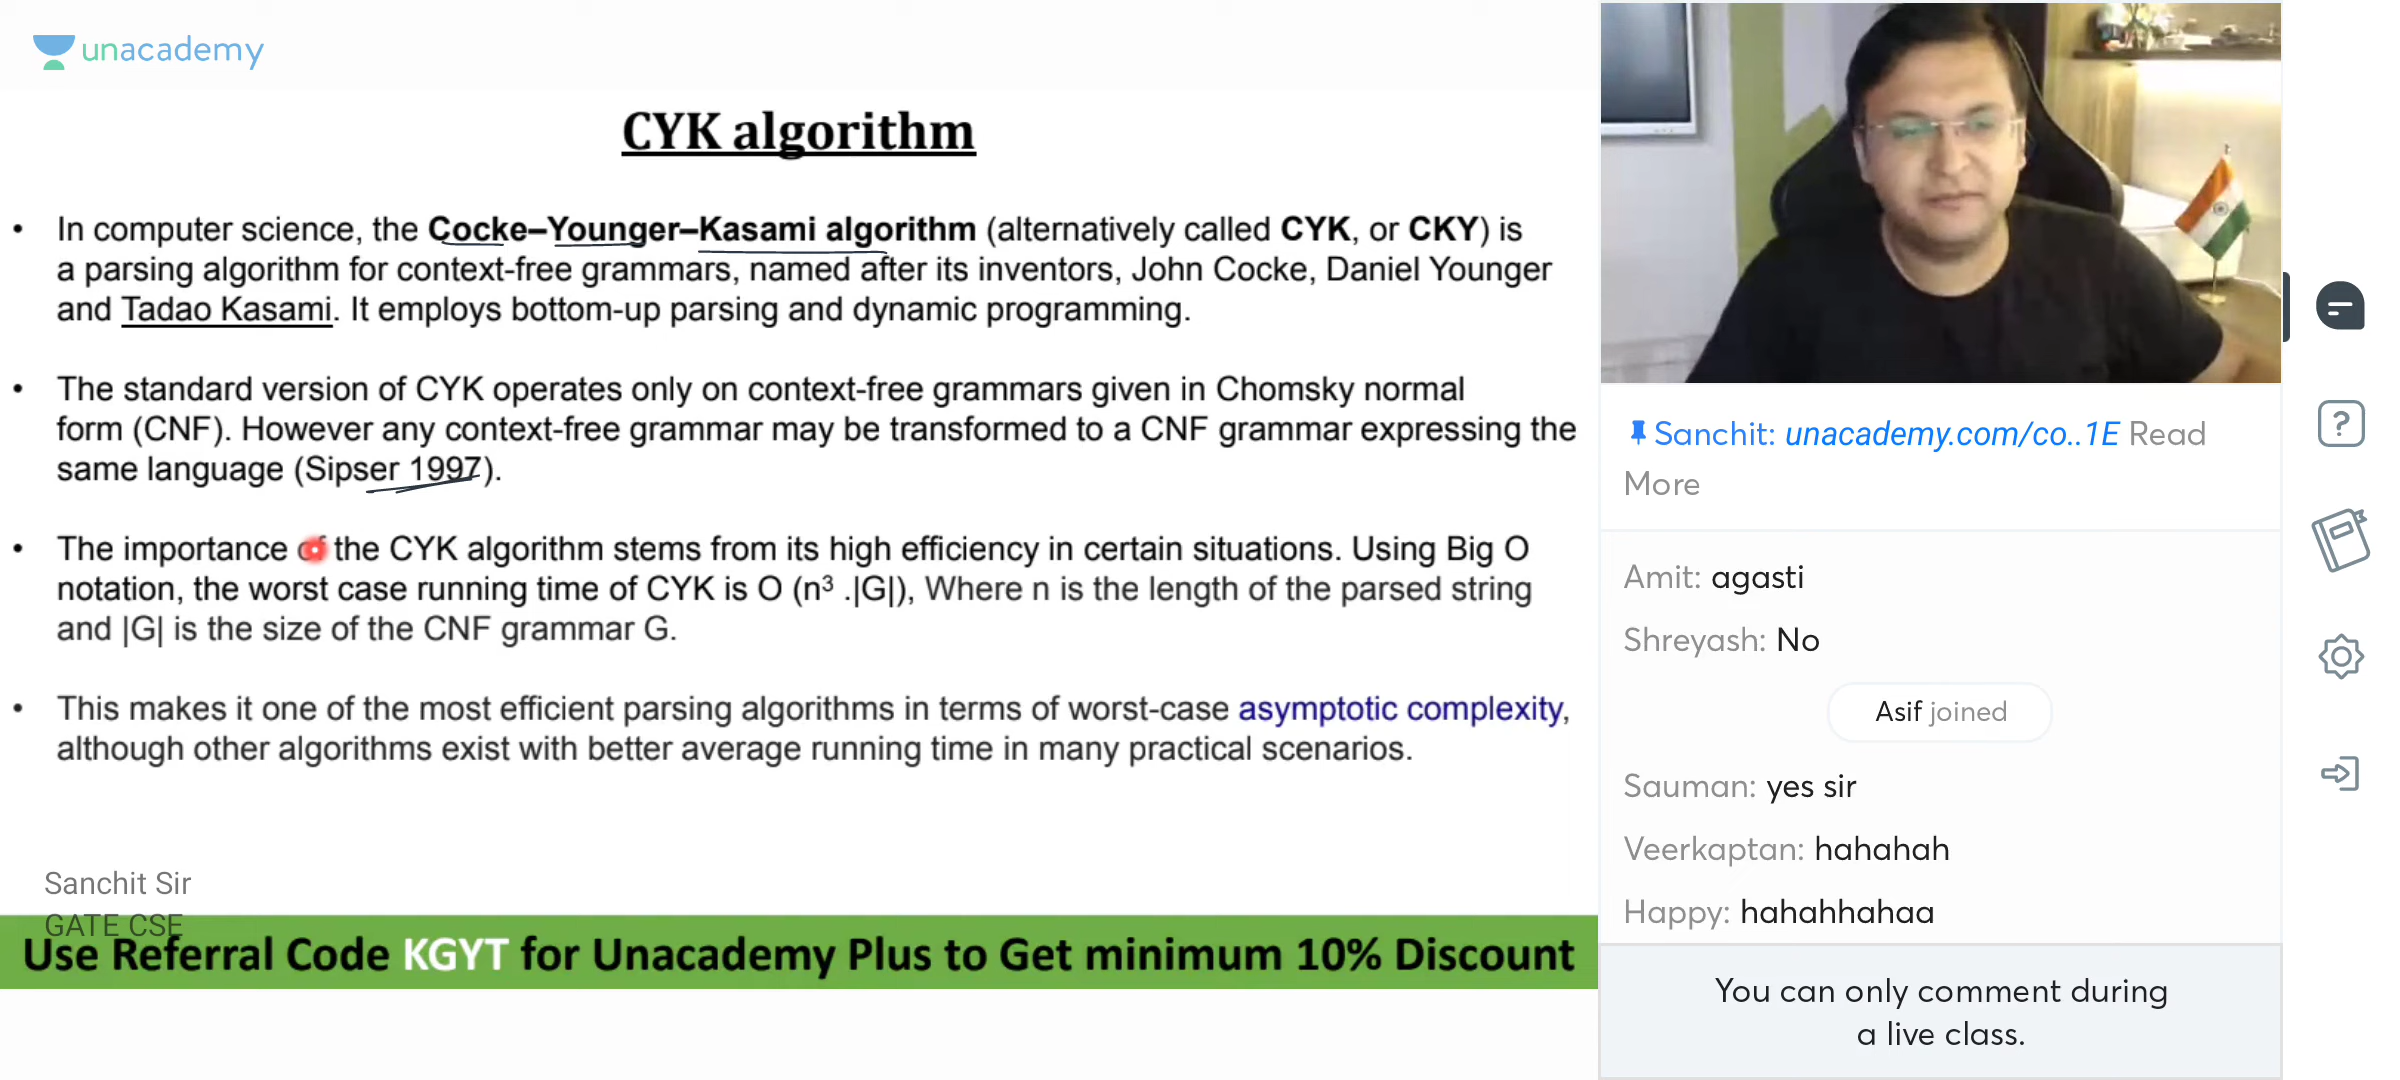 unacademy
CYK algorithm
• In computer science, the Cocke–Younger–Kasami algorithm (alternatively called CYK, or CKY) is
a parsing algorithm for context-free grammars, named after its inventors, John Cocke, Daniel Younger
and Tadao Kasami. It employs bottom-up parsing and dynamic programming.
• The standard version of CYK operates only on context-free grammars given in Chomsky normal
form (CNF). However any context-free grammar may be transformed to a CNF grammar expressing the
same language (Sipser 1997).
• The importance of the CYK algorithm stems from its high efficiency in certain situations. Using Big O
notation, the worst case running time of CYK is O (n³ .|G|), Where n is the length of the parsed string
and |G| is the size of the CNF grammar G.
• This makes it one of the most efficient parsing algorithms in terms of worst-case asymptotic complexity,
although other algorithms exist with better average running time in many practical scenarios.
Sanchit Sir
GATE CSE
Use Referral Code KGYT for Unacademy Plus to Get minimum 10% Discount
Sanchit: unacademy.com/co..1E Read
More
Amit: agasti
Shreyash: No
Asif joined
Sauman: yes sir
Veerkaptan: hahahah
Happy: hahahhahaa
You can only comment during
a live class.